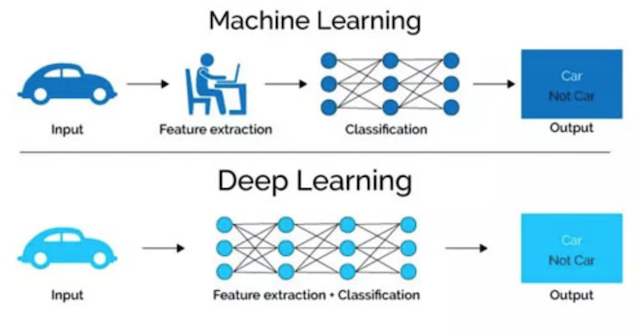 Machine Learning
Car
Not Car
Input
Feature extraction
Classification
Output
Deep Learning
Car
Not Car
Input
Feature extraction + Classification
Output